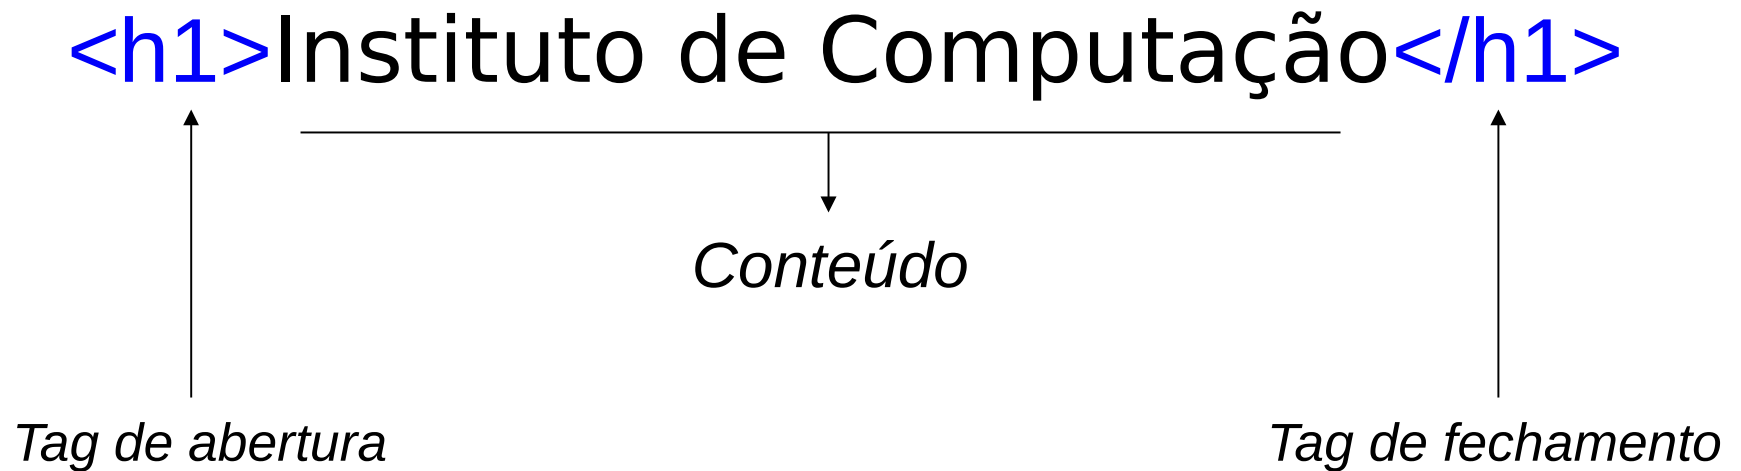 <h1>Instituto de Computação</h1>
Conteúdo
Tag de abertura
Tag de fechamento